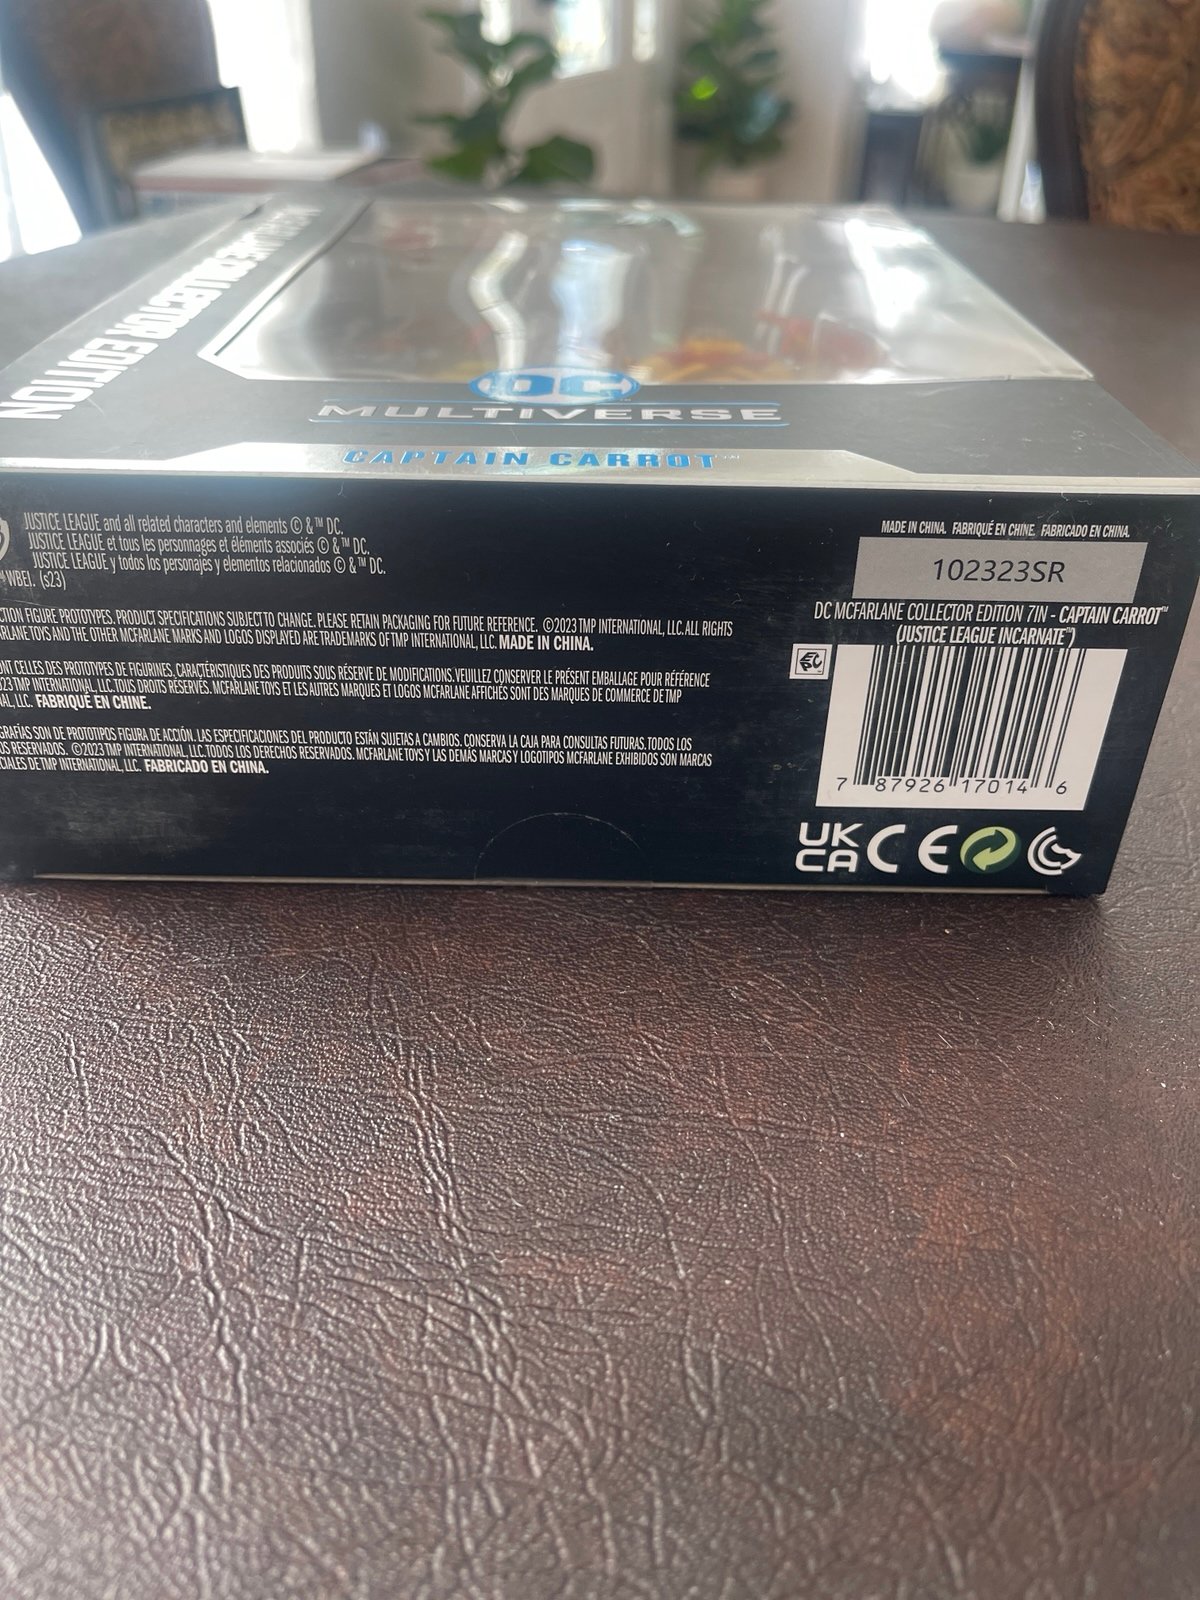 COLLECTOR EDITION
DC
MULTIVERSE™
CAPTAIN CARROT™
JUSTICE LEAGUE and all related characters and elements © & ™ DC.
JUSTICE LEAGUE et tous les personnages et éléments associés © & ™ DC.
JUSTICE LEAGUE y todos los personajes y elementos relacionados © & ™ DC.
WBEI. (s23)
FIGURE PROTOTYPES. PRODUCT SPECIFICATIONS SUBJECT TO CHANGE. PLEASE RETAIN PACKAGING FOR FUTURE REFERENCE. ©2023 TMP INTERNATIONAL, LLC. ALL RIGHTS
TOYS AND THE OTHER MCFARLANE MARKS AND LOGOS DISPLAYED ARE TRADEMARKS OF TMP INTERNATIONAL, LLC. MADE IN CHINA.
CELLES DES PROTOTYPES DE FIGURINES. CARACTÉRISTIQUES DES PRODUITS SOUS RÉSERVE DE MODIFICATIONS. VEUILLEZ CONSERVER LE PRÉSENT EMBALLAGE POUR RÉFÉRENCE
TMP INTERNATIONAL, LLC. TOUS DROITS RÉSERVÉS. MCFARLANE TOYS ET LES AUTRES MARQUES ET LOGOS MCFARLANE AFFICHÉS SONT DES MARQUES DE COMMERCE DE TMP
LLC. FABRIQUÉ EN CHINE.
SON DE PROTOTIPOS FIGURA DE ACCIÓN. LAS ESPECIFICACIONES DEL PRODUCTO ESTÁN SUJETAS A CAMBIOS. CONSERVA LA CAJA PARA CONSULTAS FUTURAS. TODOS LOS
RESERVADOS. ©2023 TMP INTERNATIONAL, LLC. TODOS LOS DERECHOS RESERVADOS. MCFARLANE TOYS Y LAS DEMÁS MARCAS Y LOGOTIPOS MCFARLANE EXHIBIDOS SON MARCAS
DE TMP INTERNATIONAL, LLC. FABRICADO EN CHINA.
MADE IN CHINA. FABRIQUÉ EN CHINE. FABRICADO EN CHINA.
102323SR
DC MCFARLANE COLLECTOR EDITION 7IN - CAPTAIN CARROT™
(JUSTICE LEAGUE INCARNATE™)
7 87926 17014 6
UK
CA CE